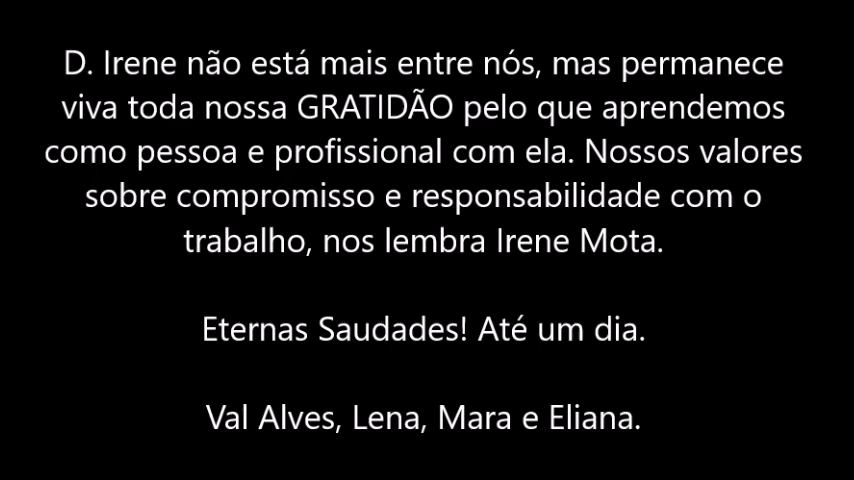 D. Irene não está mais entre nós, mas permanece
viva toda nossa GRATIDÃO pelo que aprendemos
como pessoa e profissional com ela. Nossos valores
sobre compromisso e responsabilidade com o
trabalho, nos lembra Irene Mota.
Eternas Saudades! Até um dia.
Val Alves, Lena, Mara e Eliana.